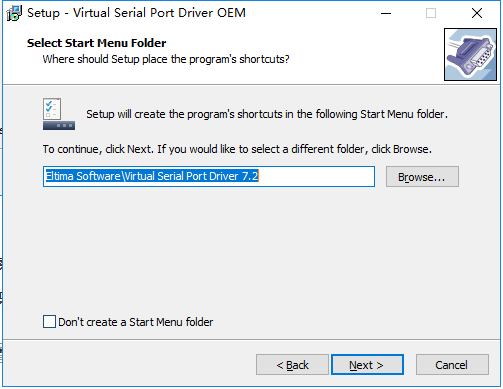 Setup - Virtual Serial Port Driver OEM
Select Start Menu Folder
Where should Setup place the program's shortcuts?
Setup will create the program's shortcuts in the following Start Menu folder.
To continue, click Next. If you would like to select a different folder, click Browse.
Eltima Software\Virtual Serial Port Driver 7.2
Browse...
Don't create a Start Menu folder
< Back
Next >
Cancel